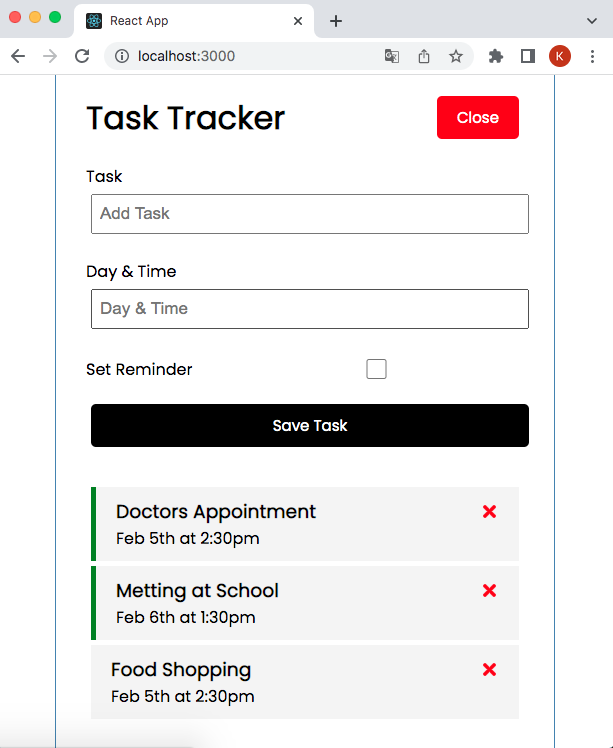 React App
localhost:3000
K
Task Tracker
Close
Task
Add Task
Day & Time
Day & Time
Set Reminder
Save Task
Doctors Appointment
Feb 5th at 2:30pm
Metting at School
Feb 6th at 1:30pm
Food Shopping
Feb 5th at 2:30pm